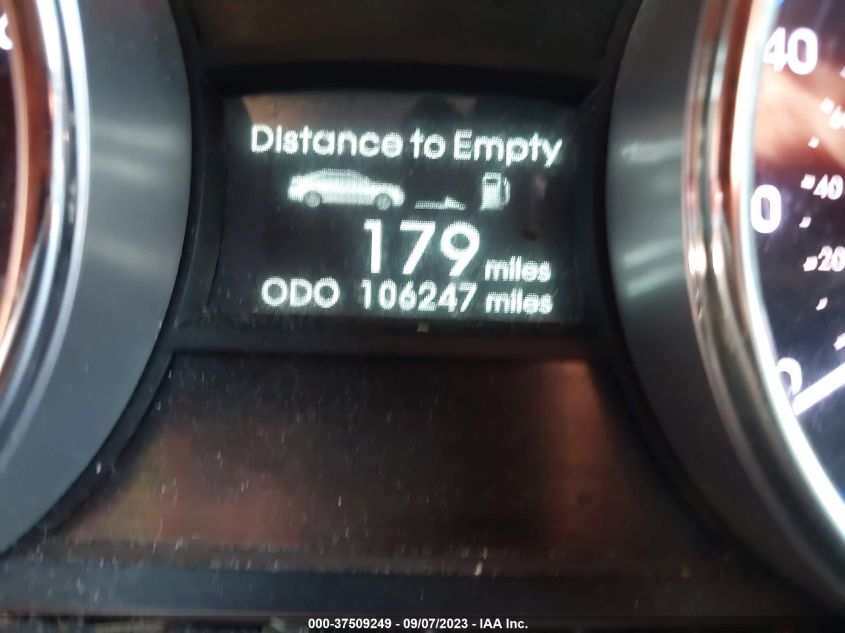 Distance to Empty
179 miles
ODO 106247 miles
40
0
0
40
20
000-37509249 - 09/07/2023 - IAA Inc.